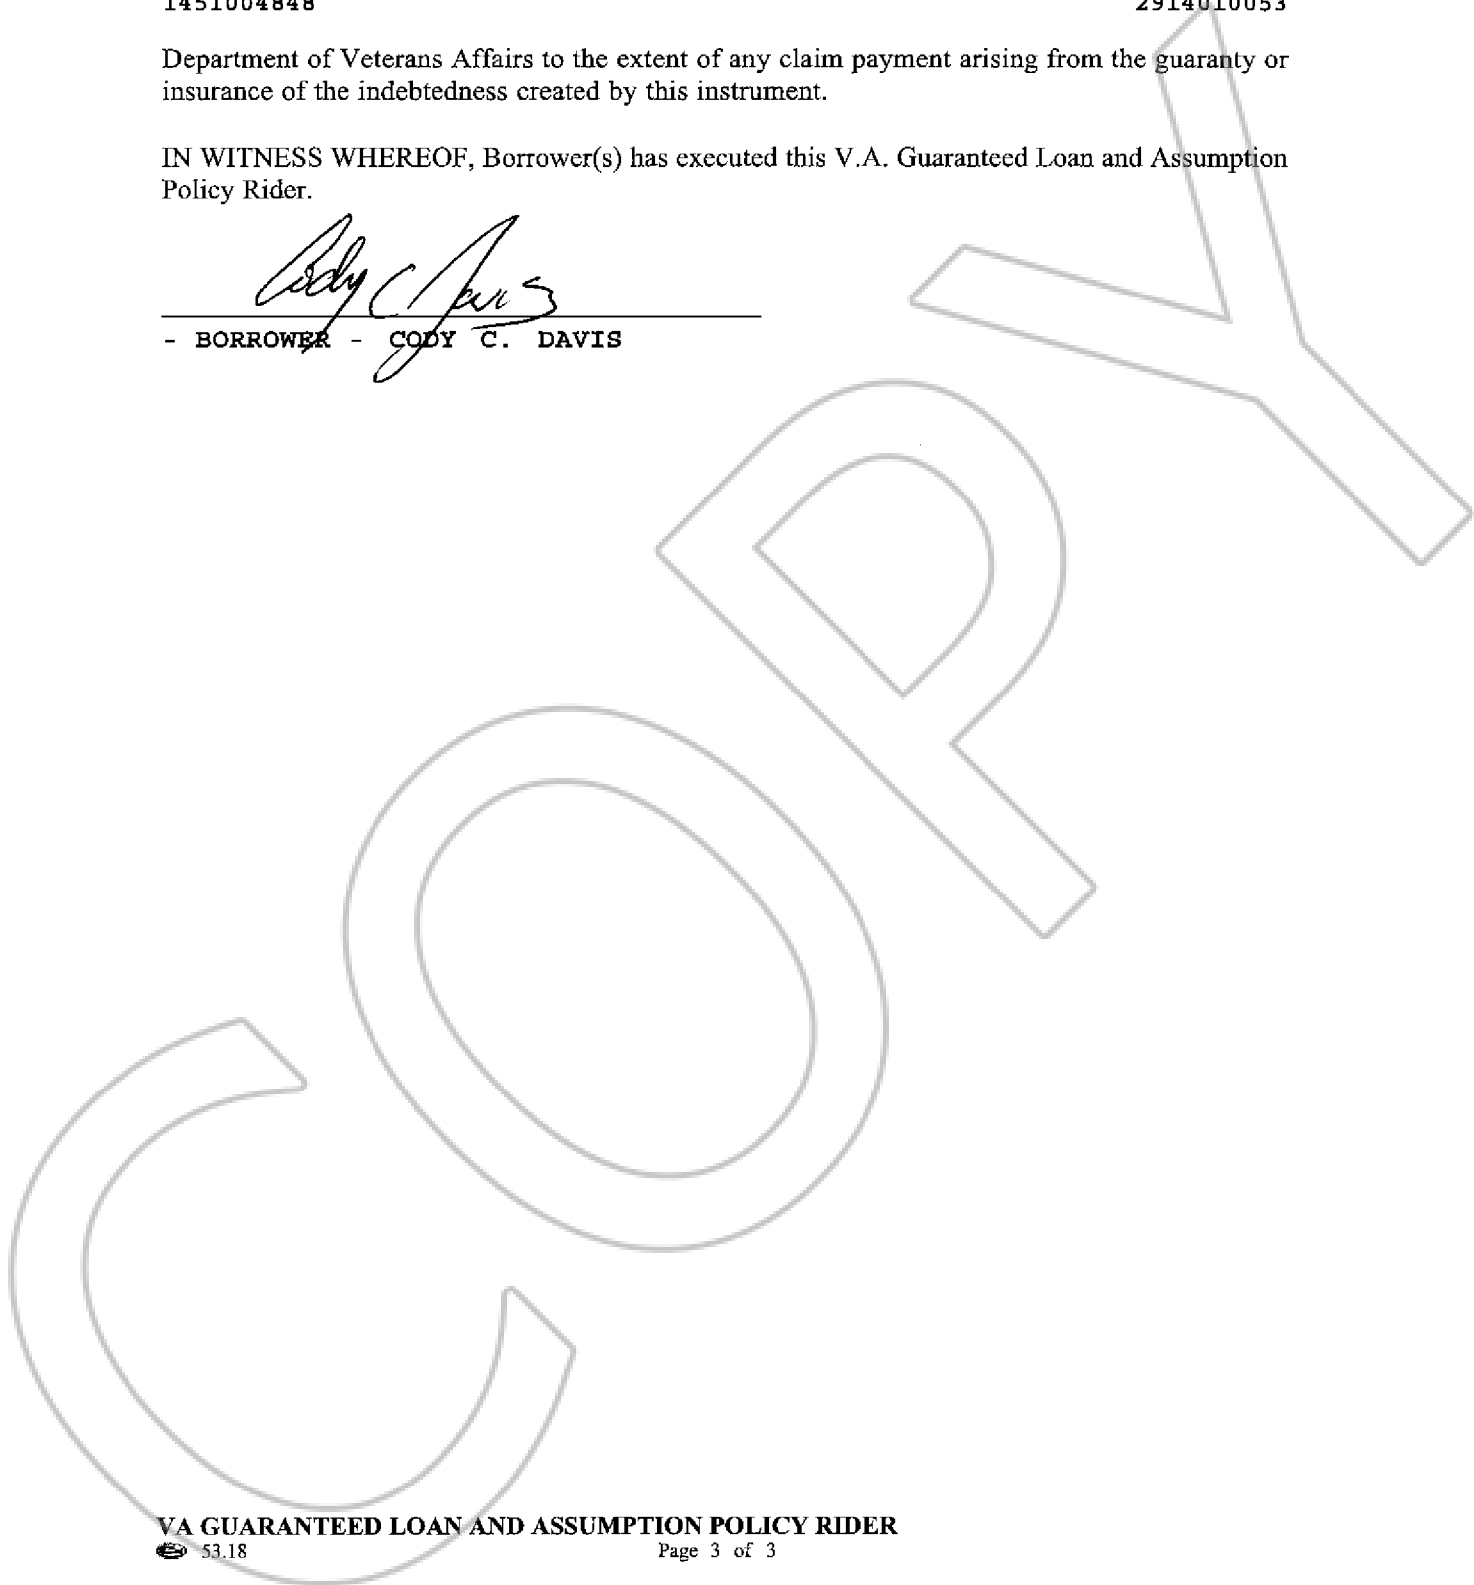 1451004848 2914010053
Department of Veterans Affairs to the extent of any claim payment arising from the guaranty or
insurance of the indebtedness created by this instrument.
IN WITNESS WHEREOF, Borrower(s) has executed this V.A. Guaranteed Loan and Assumption
Policy Rider.
Cody C Davis
- BORROWER - CODY C. DAVIS
COPY
VA GUARANTEED LOAN AND ASSUMPTION POLICY RIDER
53.18 Page 3 of 3